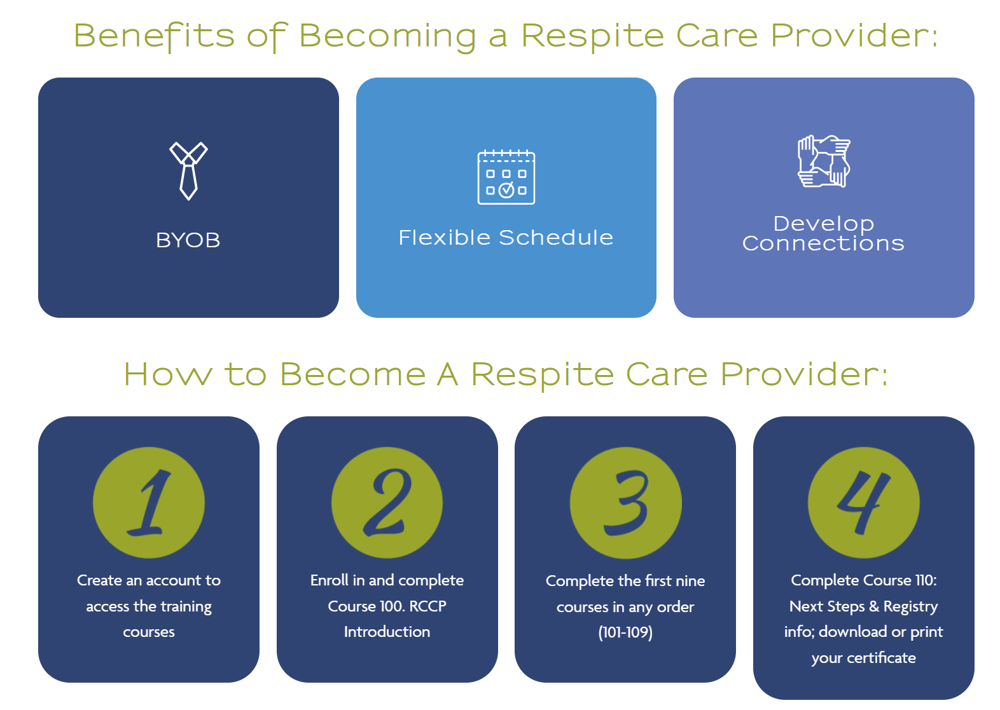 Benefits of Becoming a Respite Care Provider:
BYOB
Flexible Schedule
Develop
Connections
How to Become A Respite Care Provider:
1
Create an account to
access the training
courses
2
Enroll in and complete
Course 100. RCCP
Introduction
3
Complete the first nine
courses in any order
(101-109)
4
Complete Course 110:
Next Steps & Registry
info; download or print
your certificate